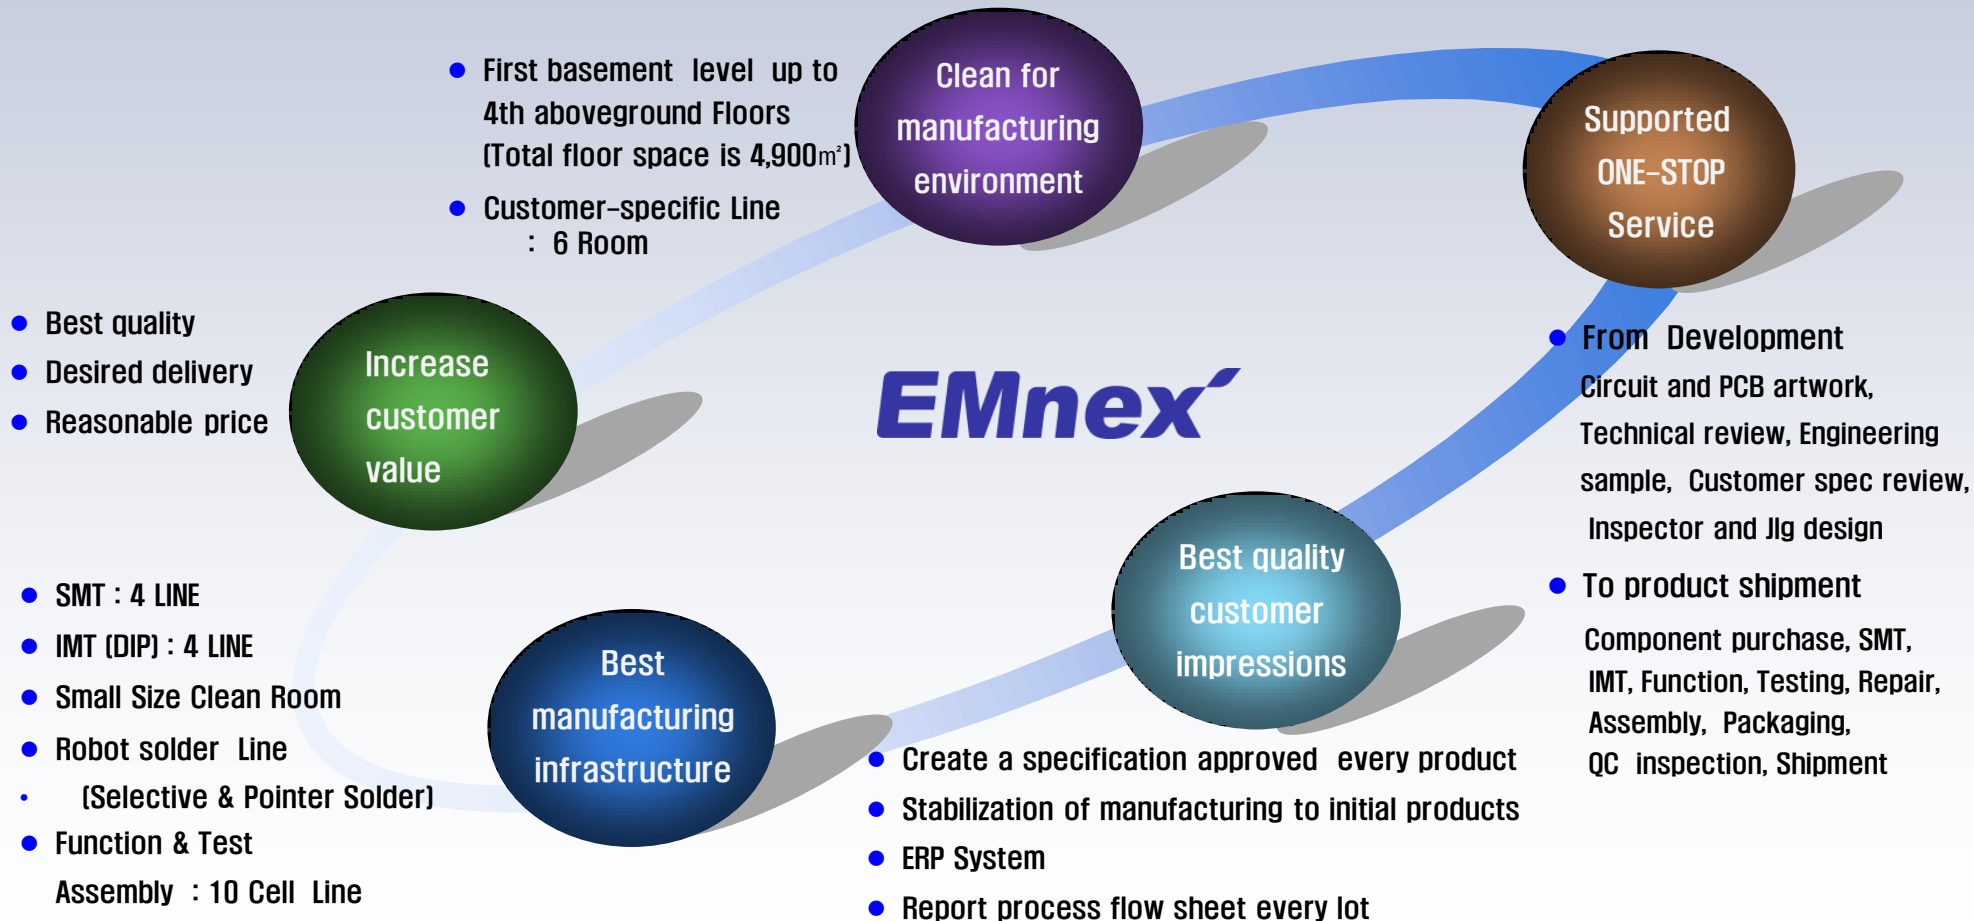 ● First basement level up to
4th aboveground Floors
(Total floor space is 4,900㎡)
● Customer-specific Line
: 6 Room
Clean for
manufacturing
environment
Supported
ONE-STOP
Service
● Best quality
● Desired delivery
● Reasonable price
Increase
customer
value
EMnex
● From Development
Circuit and PCB artwork,
Technical review, Engineering
sample, Customer spec review,
Inspector and JIg design
● To product shipment
Component purchase, SMT,
IMT, Function, Testing, Repair,
Assembly, Packaging,
QC inspection, Shipment
Best quality
customer
impressions
● SMT : 4 LINE
● IMT (DIP) : 4 LINE
● Small Size Clean Room
● Robot solder Line
• (Selective & Pointer Solder)
● Function & Test
Assembly : 10 Cell Line
Best
manufacturing
infrastructure
● Create a specification approved every product
● Stabilization of manufacturing to initial products
● ERP System
● Report process flow sheet every lot